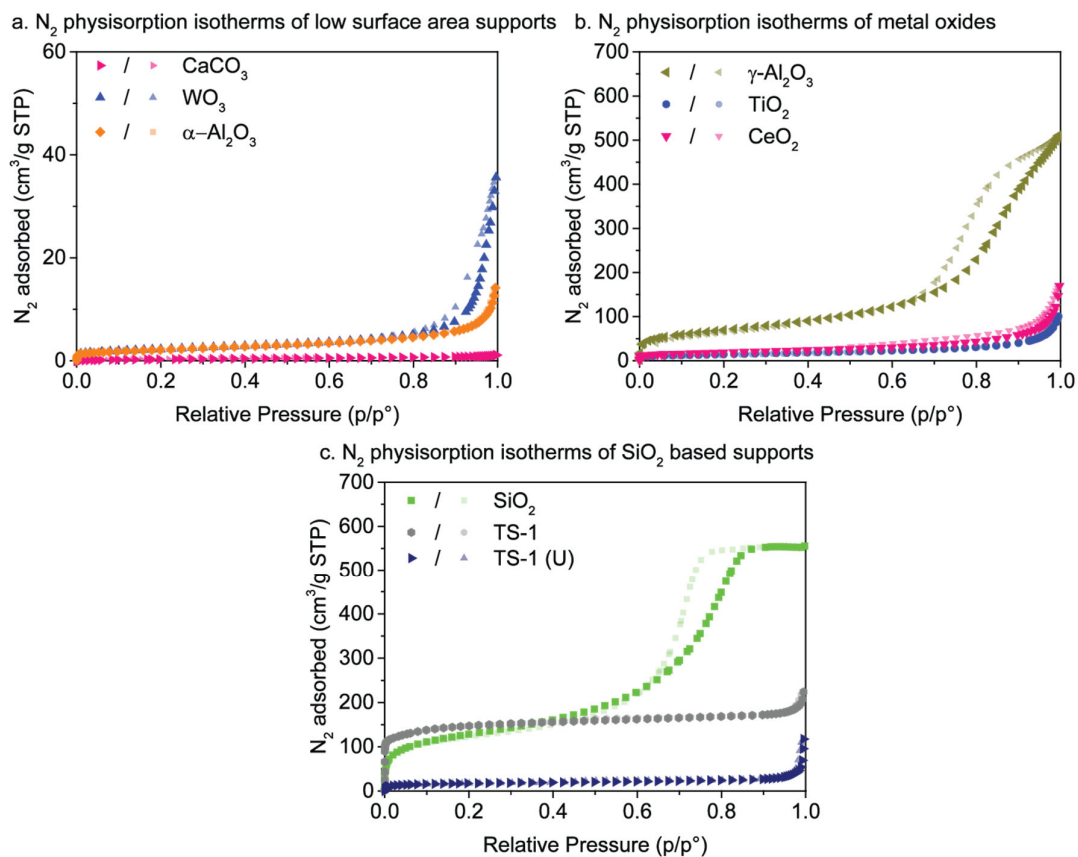 a. N₂ physisorption isotherms of low surface area supports
60
40
20
0
0.0 0.2 0.4 0.6 0.8 1.0
N₂ adsorbed (cm³/g STP)
Relative Pressure (p/p°)
/ CaCO₃
/ WO₃
/ α–Al₂O₃
b. N₂ physisorption isotherms of metal oxides
700
600
500
400
300
200
100
0
0.0 0.2 0.4 0.6 0.8 1.0
N₂ adsorbed (cm³/g STP)
Relative Pressure (p/p°)
/ γ-Al₂O₃
/ TiO₂
/ CeO₂
c. N₂ physisorption isotherms of SiO₂ based supports
700
600
500
400
300
200
100
0
0.0 0.2 0.4 0.6 0.8 1.0
N₂ adsorbed (cm³/g STP)
Relative Pressure (p/p°)
/ SiO₂
/ TS-1
/ TS-1 (U)